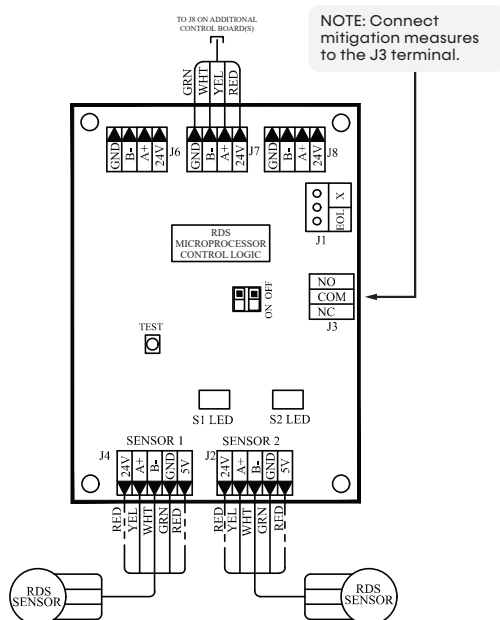 TO J8 ON ADDITIONAL
CONTROL BOARD(S)
NOTE: Connect
mitigation measures
to the J3 terminal.
GRN
WHT
YEL
RED
GND
B-
A+
24V
J6
GND
B-
A+
24V
J7
GND
B-
A+
24V
J8
EOL
X
J1
RDS
MICROPROCESSOR
CONTROL LOGIC
ON OFF
NO
COM
NC
J3
TEST
S1 LED
S2 LED
J4
SENSOR 1
24V
A+
B-
GND
5V
J2
SENSOR 2
24V
A+
B-
GND
5V
RED
YEL
WHT
GRN
RED
RED
YEL
WHT
GRN
RED
RDS
SENSOR
RDS
SENSOR